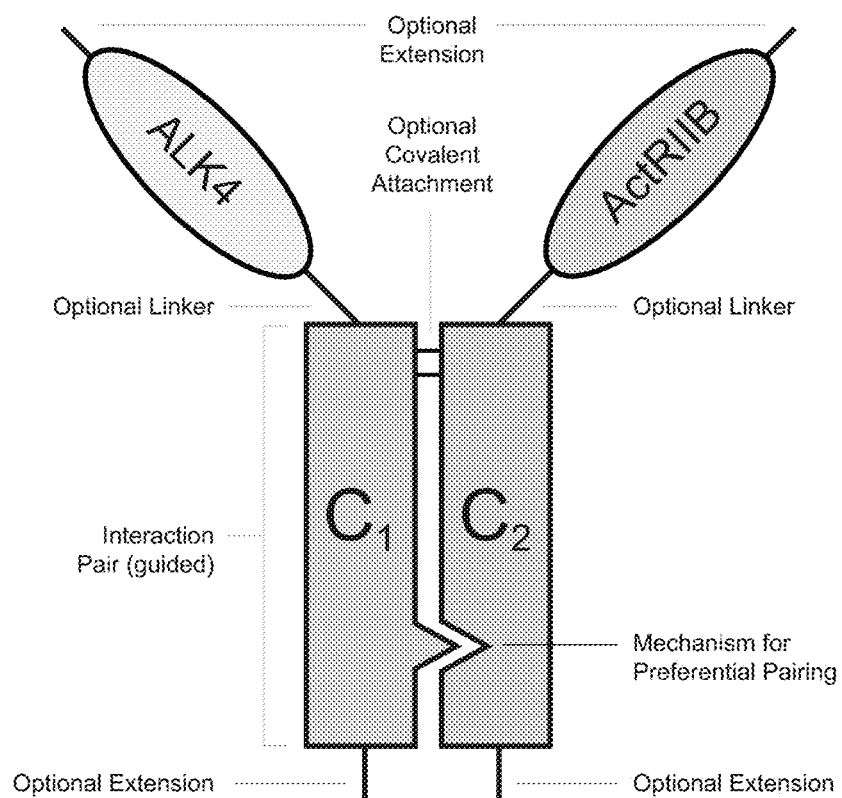 Optional
Extension
ALK4
ActRIIB
Optional
Covalent
Attachment
Optional Linker
Optional Linker
C1
C2
Interaction
Pair (guided)
Mechanism for
Preferential Pairing
Optional Extension
Optional Extension